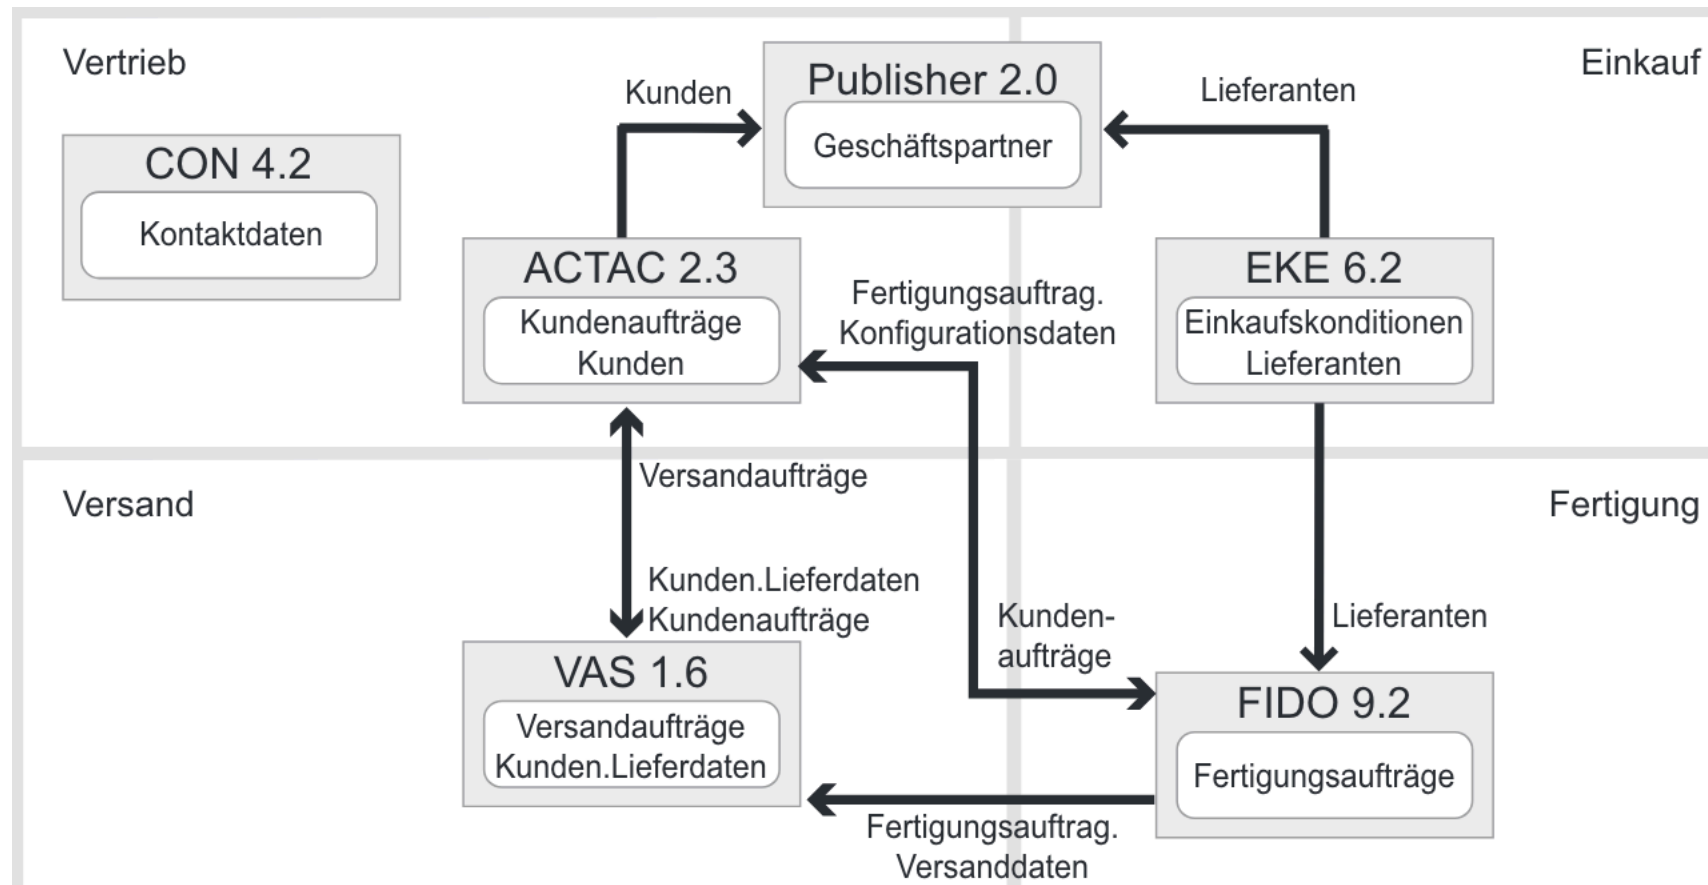 Vertrieb
Einkauf
Publisher 2.0
Geschäftspartner
Kunden
Lieferanten
CON 4.2
Kontaktdaten
ACTAC 2.3
Kundenaufträge
Kunden
Fertigungsauftrag.
Konfigurationsdaten
EKE 6.2
Einkaufskonditionen
Lieferanten
Versandaufträge
Versand
Fertigung
Kunden.Lieferdaten
Kundenaufträge
Kunden-
aufträge
Lieferanten
VAS 1.6
Versandaufträge
Kunden.Lieferdaten
FIDO 9.2
Fertigungsaufträge
Fertigungsauftrag.
Versanddaten